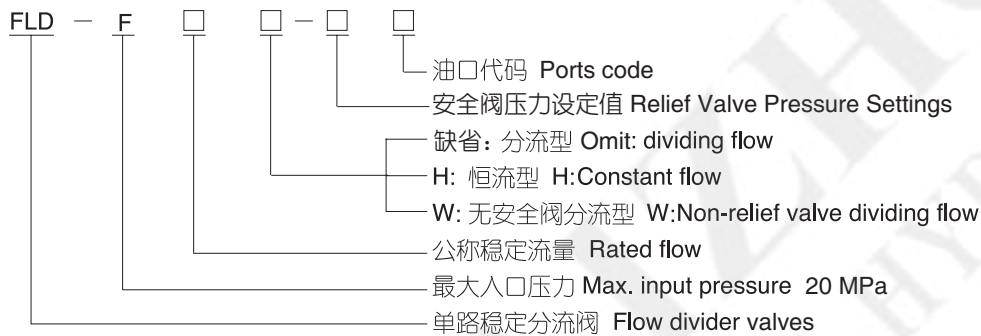 FLD - F □ □ - □ □
油口代码 Ports code
安全阀压力设定值 Relief Valve Pressure Settings
缺省: 分流型 Omit: dividing flow
H: 恒流型 H:Constant flow
W: 无安全阀分流型 W:Non-relief valve dividing flow
公称稳定流量 Rated flow
最大入口压力 Max. input pressure 20 MPa
单路稳定分流阀 Flow divider valves